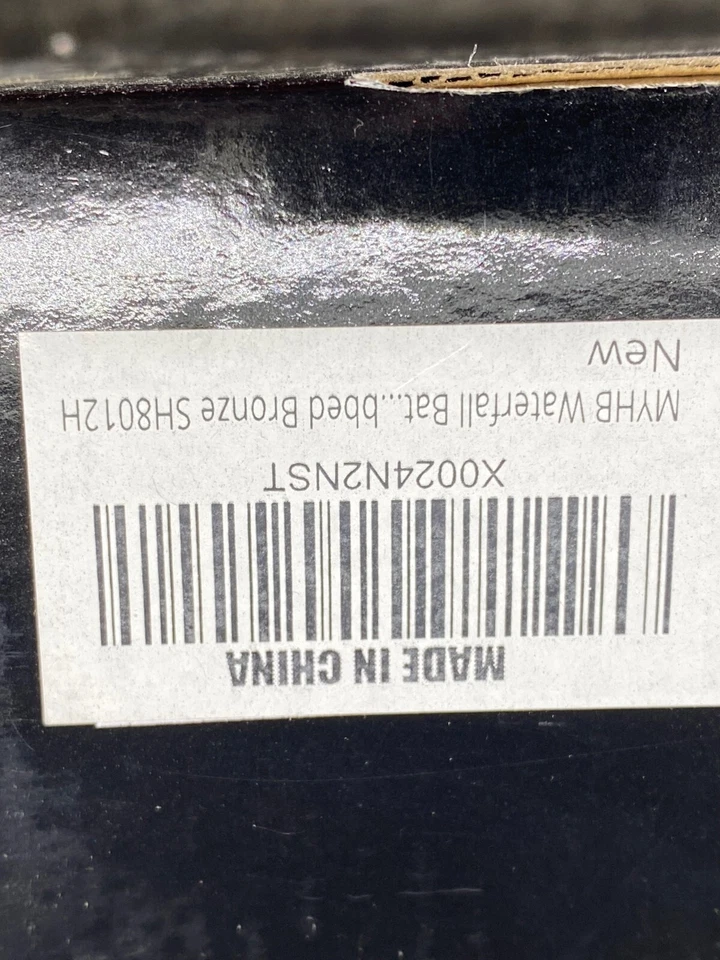 MADE IN CHINA
X0024N2NST
MYHB Waterfall Bat...bbed Bronze SH8012H
New